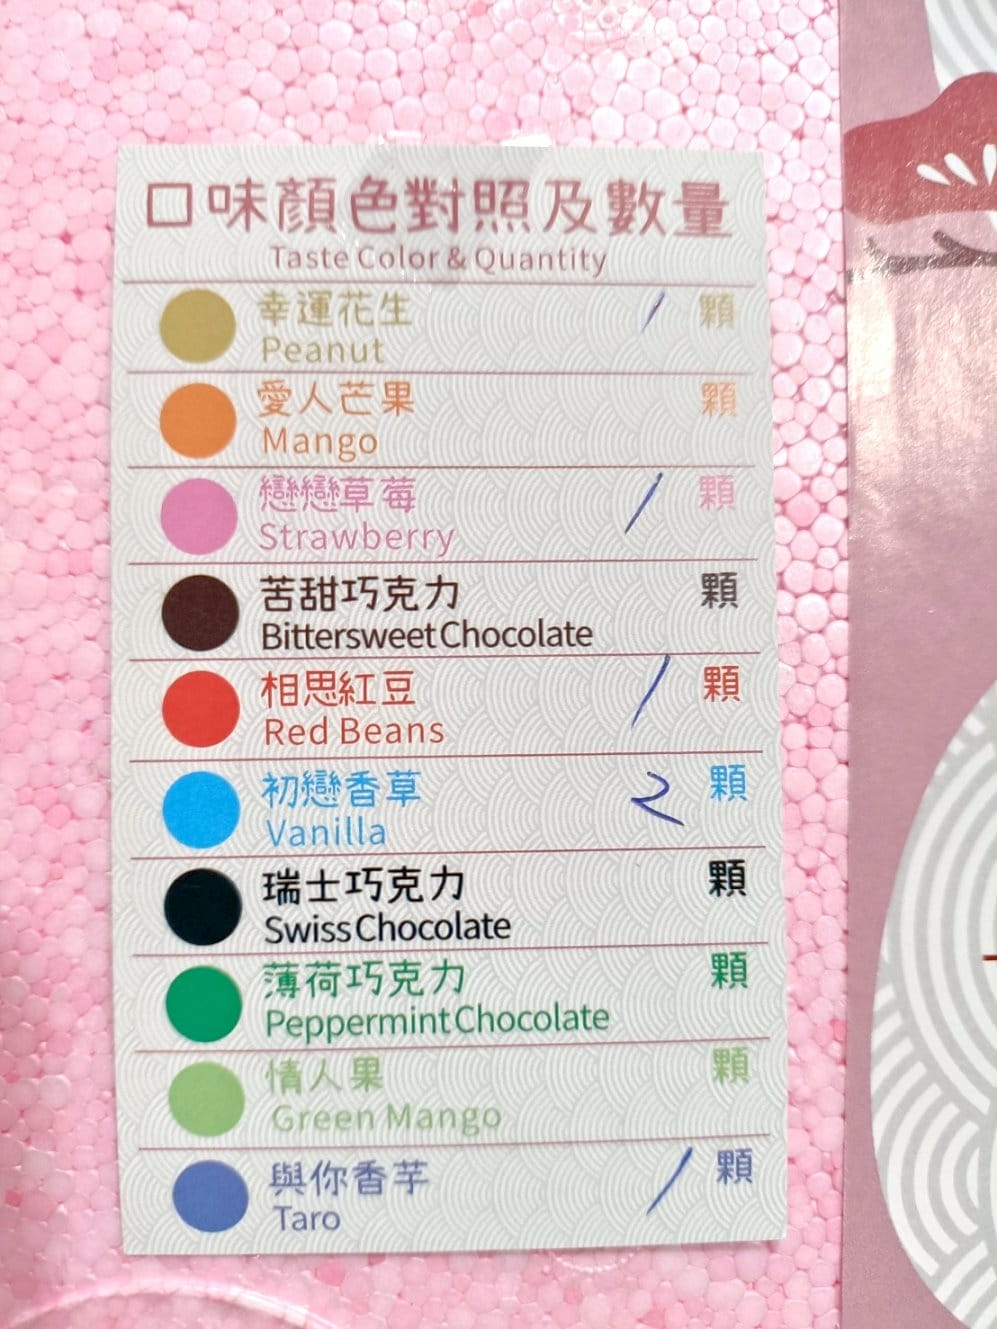 口味顏色對照及數量
Taste Color & Quantity
幸運花生 1 顆
Peanut
愛人芒果 顆
Mango
戀戀草莓 1 顆
Strawberry
苦甜巧克力 顆
Bittersweet Chocolate
相思紅豆 1 顆
Red Beans
初戀香草 2 顆
Vanilla
瑞士巧克力 顆
Swiss Chocolate
薄荷巧克力 顆
Peppermint Chocolate
情人果 顆
Green Mango
與你香芋 1 顆
Taro